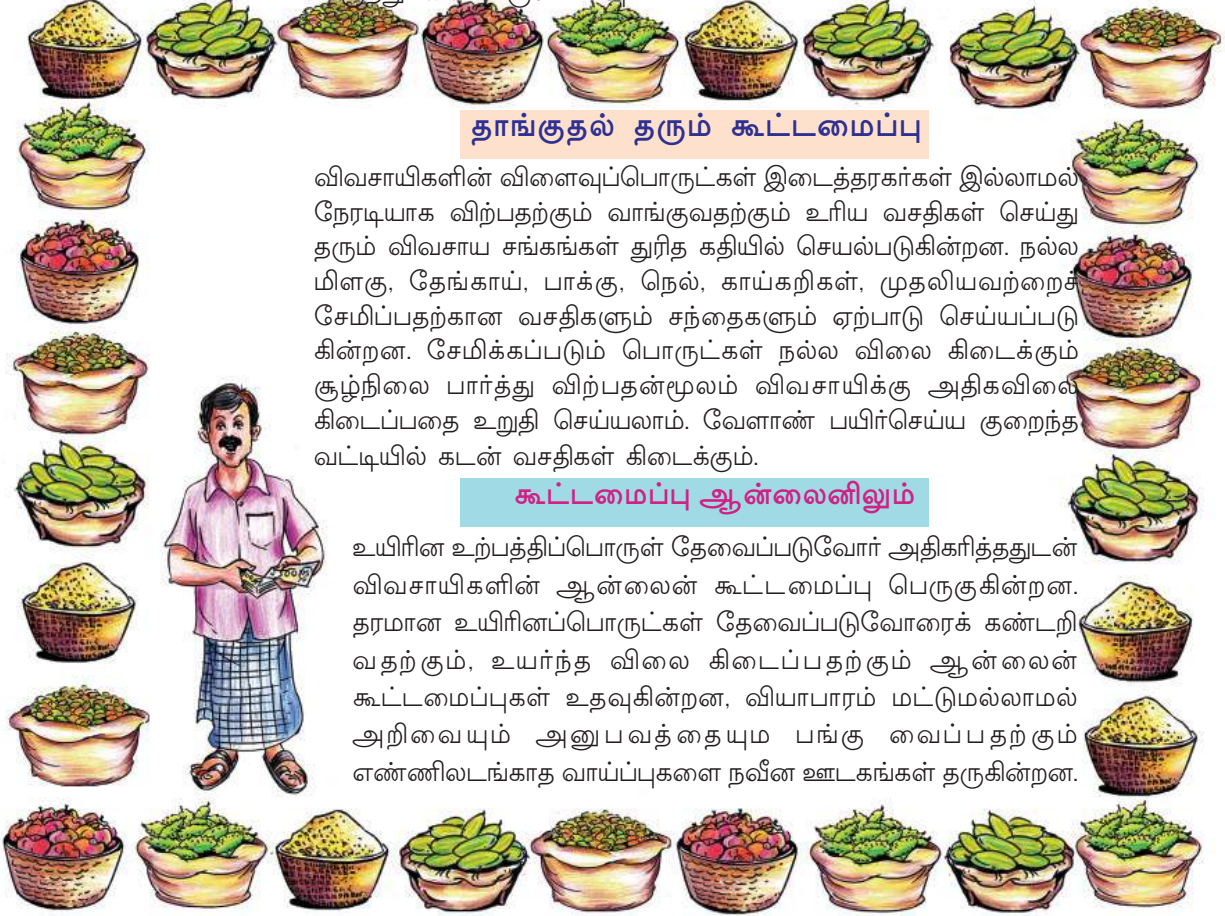 தாங்குதல் தரும் கூட்டமைப்பு
விவசாயிகளின் விளைவுப்பொருட்கள் இடைத்தரகர்கள் இல்லாமல்
நேரடியாக விற்பதற்கும் வாங்குவதற்கும் உரிய வசதிகள் செய்து
தரும் விவசாய சங்கங்கள் துரித கதியில் செயல்படுகின்றன. நல்ல
மிளகு, தேங்காய், பாக்கு, நெல், காய்கறிகள், முதலியவற்றைச்
சேமிப்பதற்கான வசதிகளும் சந்தைகளும் ஏற்பாடு செய்யப்படு
கின்றன. சேமிக்கப்படும் பொருட்கள் நல்ல விலை கிடைக்கும்
சூழ்நிலை பார்த்து விற்பதன்மூலம் விவசாயிக்கு அதிகவிலை
கிடைப்பதை உறுதி செய்யலாம். வேளாண் பயிர்செய்ய குறைந்த
வட்டியில் கடன் வசதிகள் கிடைக்கும்.
கூட்டமைப்பு ஆன்லைனிலும்
உயிரின உற்பத்திப்பொருள் தேவைப்படுவோர் அதிகரித்ததுடன்
விவசாயிகளின் ஆன்லைன் கூட்டமைப்பு பெருகுகின்றன.
தரமான உயிரினப்பொருட்கள் தேவைப்படுவோரைக் கண்டறி
வதற்கும், உயர்ந்த விலை கிடைப்பதற்கும் ஆன்லைன்
கூட்டமைப்புகள் உதவுகின்றன, வியாபாரம் மட்டுமல்லாமல்
அறிவையும் அனுபவத்தையும பங்கு வைப்பதற்கும்
எண்ணிலடங்காத வாய்ப்புகளை நவீன ஊடகங்கள் தருகின்றன.